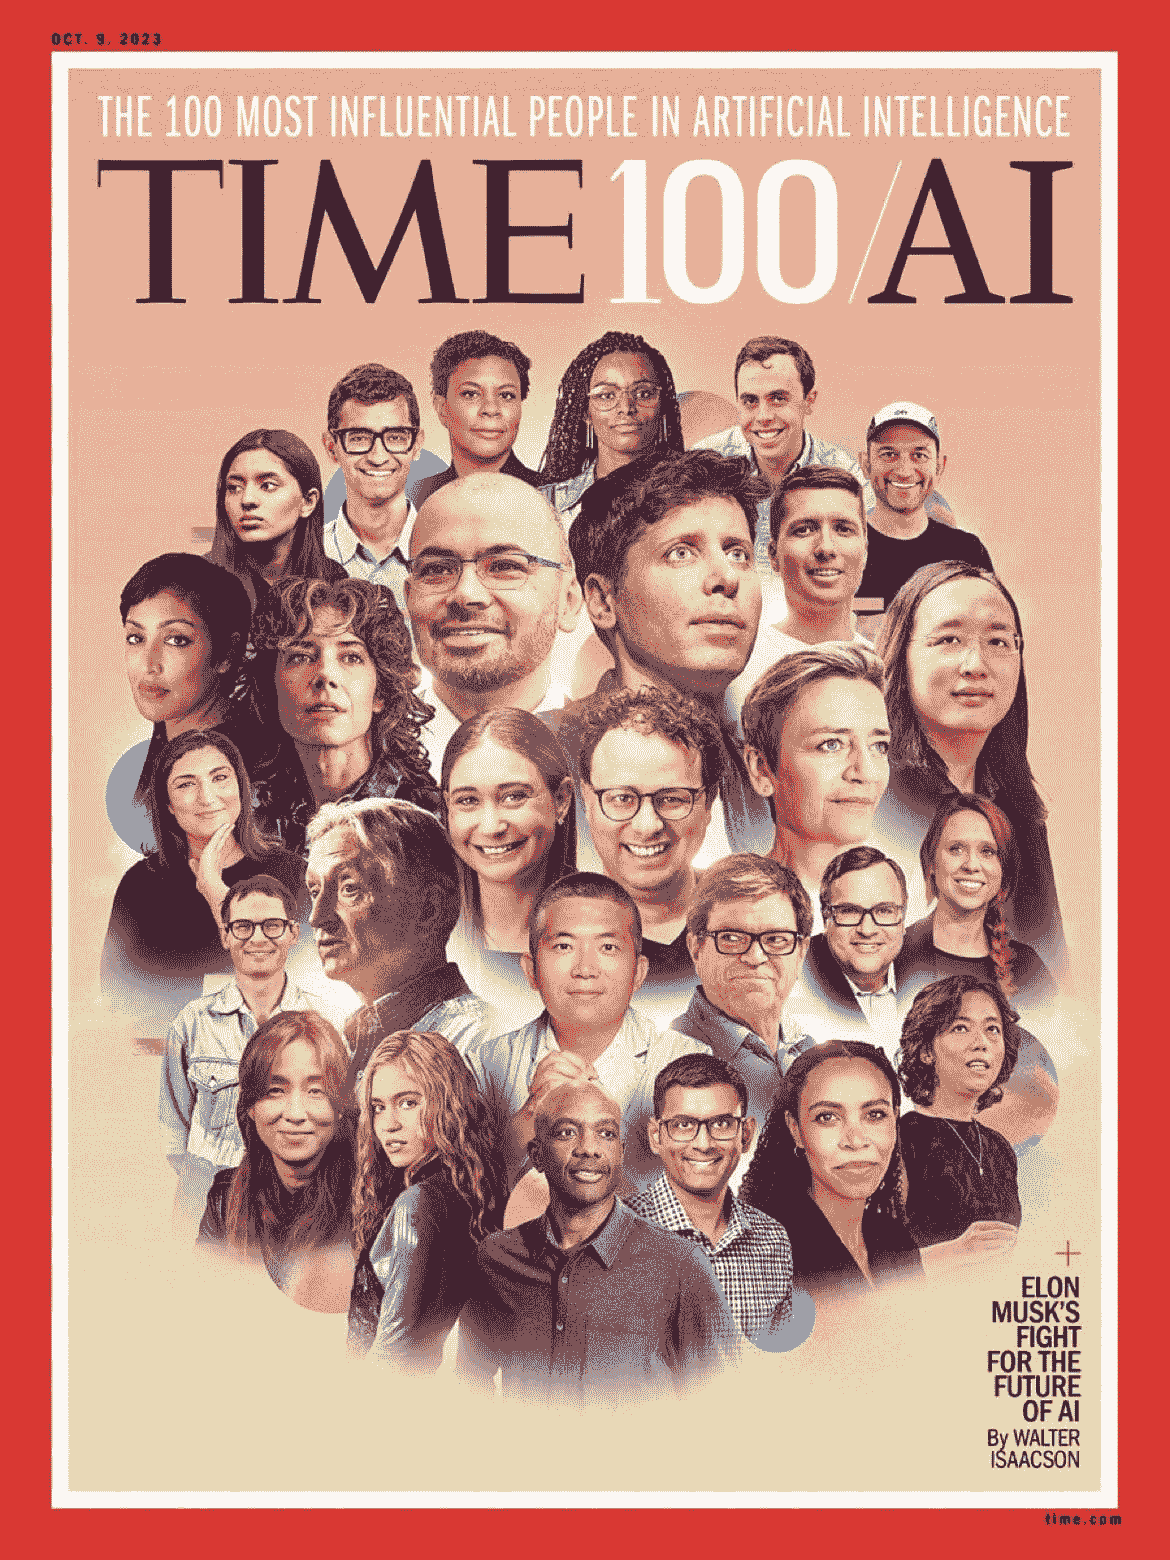 OCT. 9, 2023
THE 100 MOST INFLUENTIAL PEOPLE IN ARTIFICIAL INTELLIGENCE
TIME100/AI
+
ELON
MUSK'S
FIGHT
FOR THE
FUTURE
OF AI
By WALTER
ISAACSON
time.com